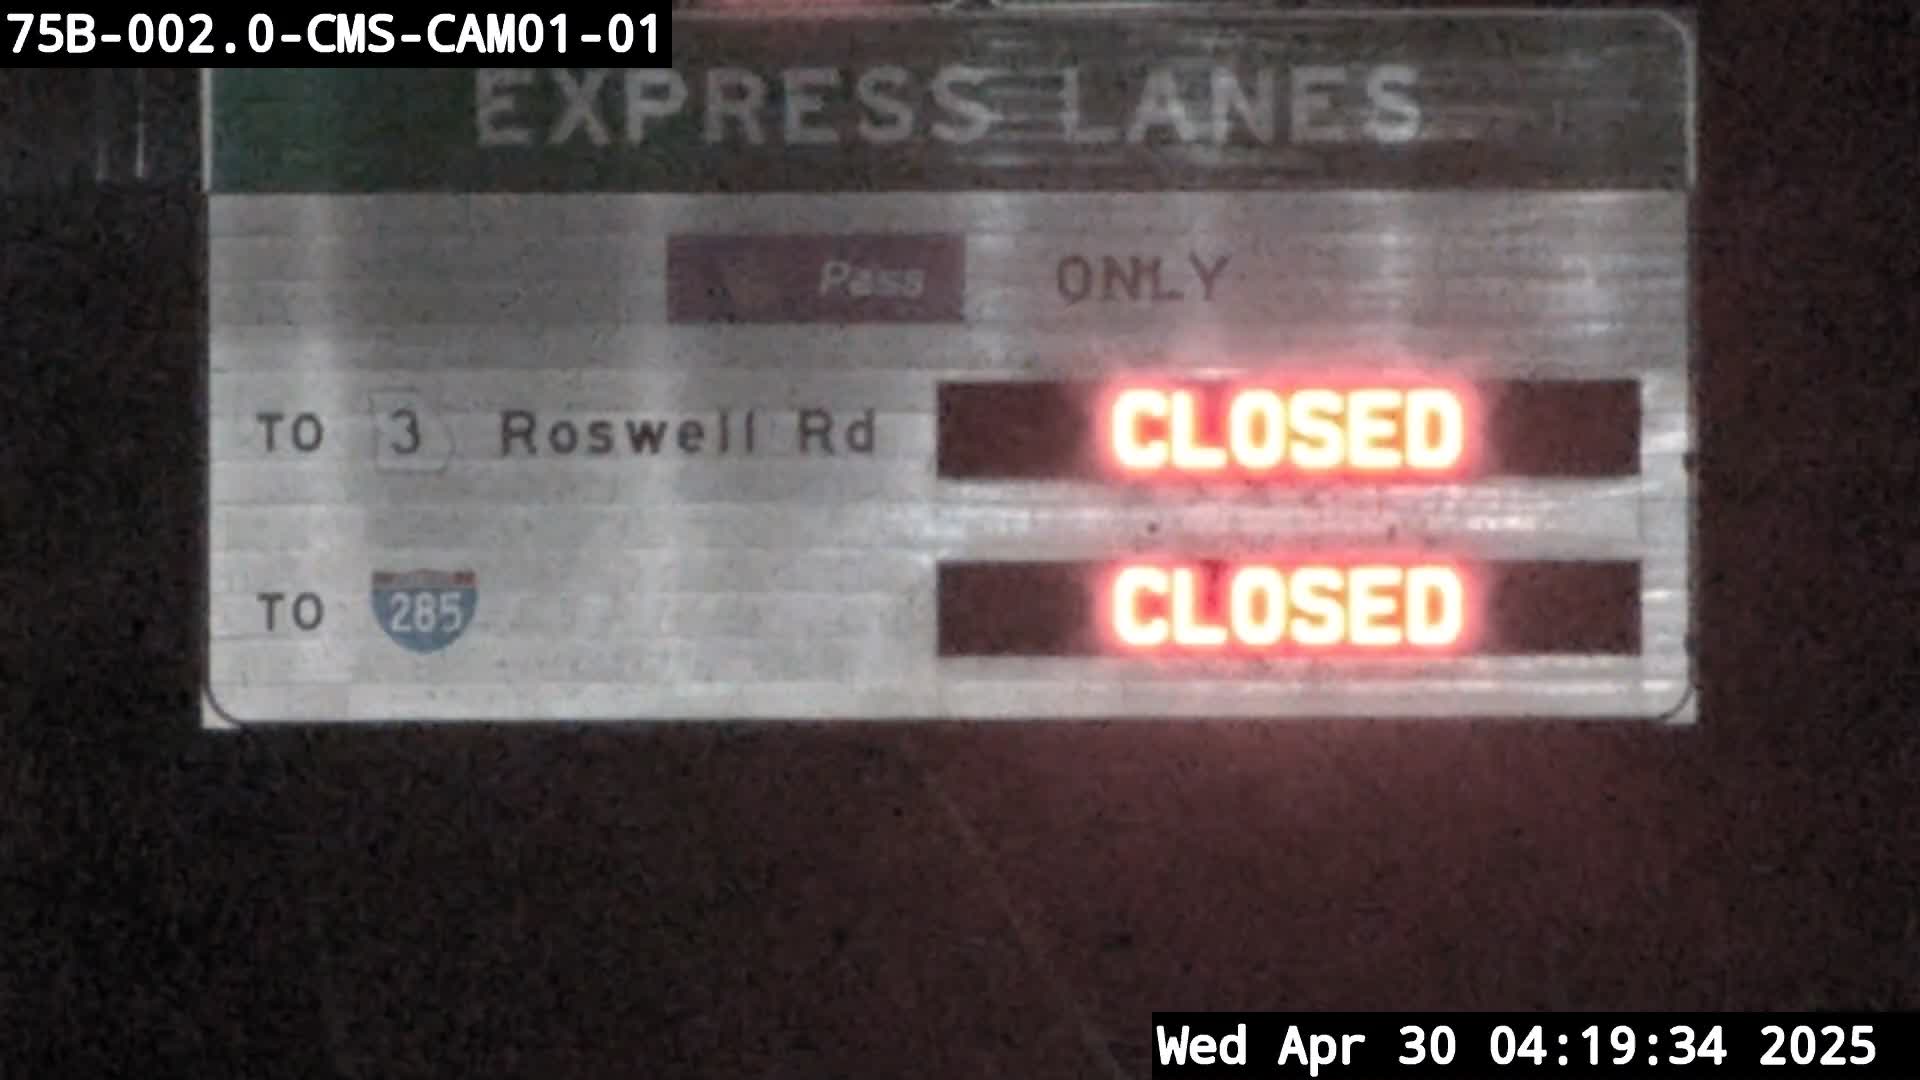 75B-002.0-CMS-CAM01-01
EXPRESS LANES
Pass ONLY
TO 3 Roswell Rd CLOSED
TO 285 CLOSED
Wed Apr 30 04:19:34 2025